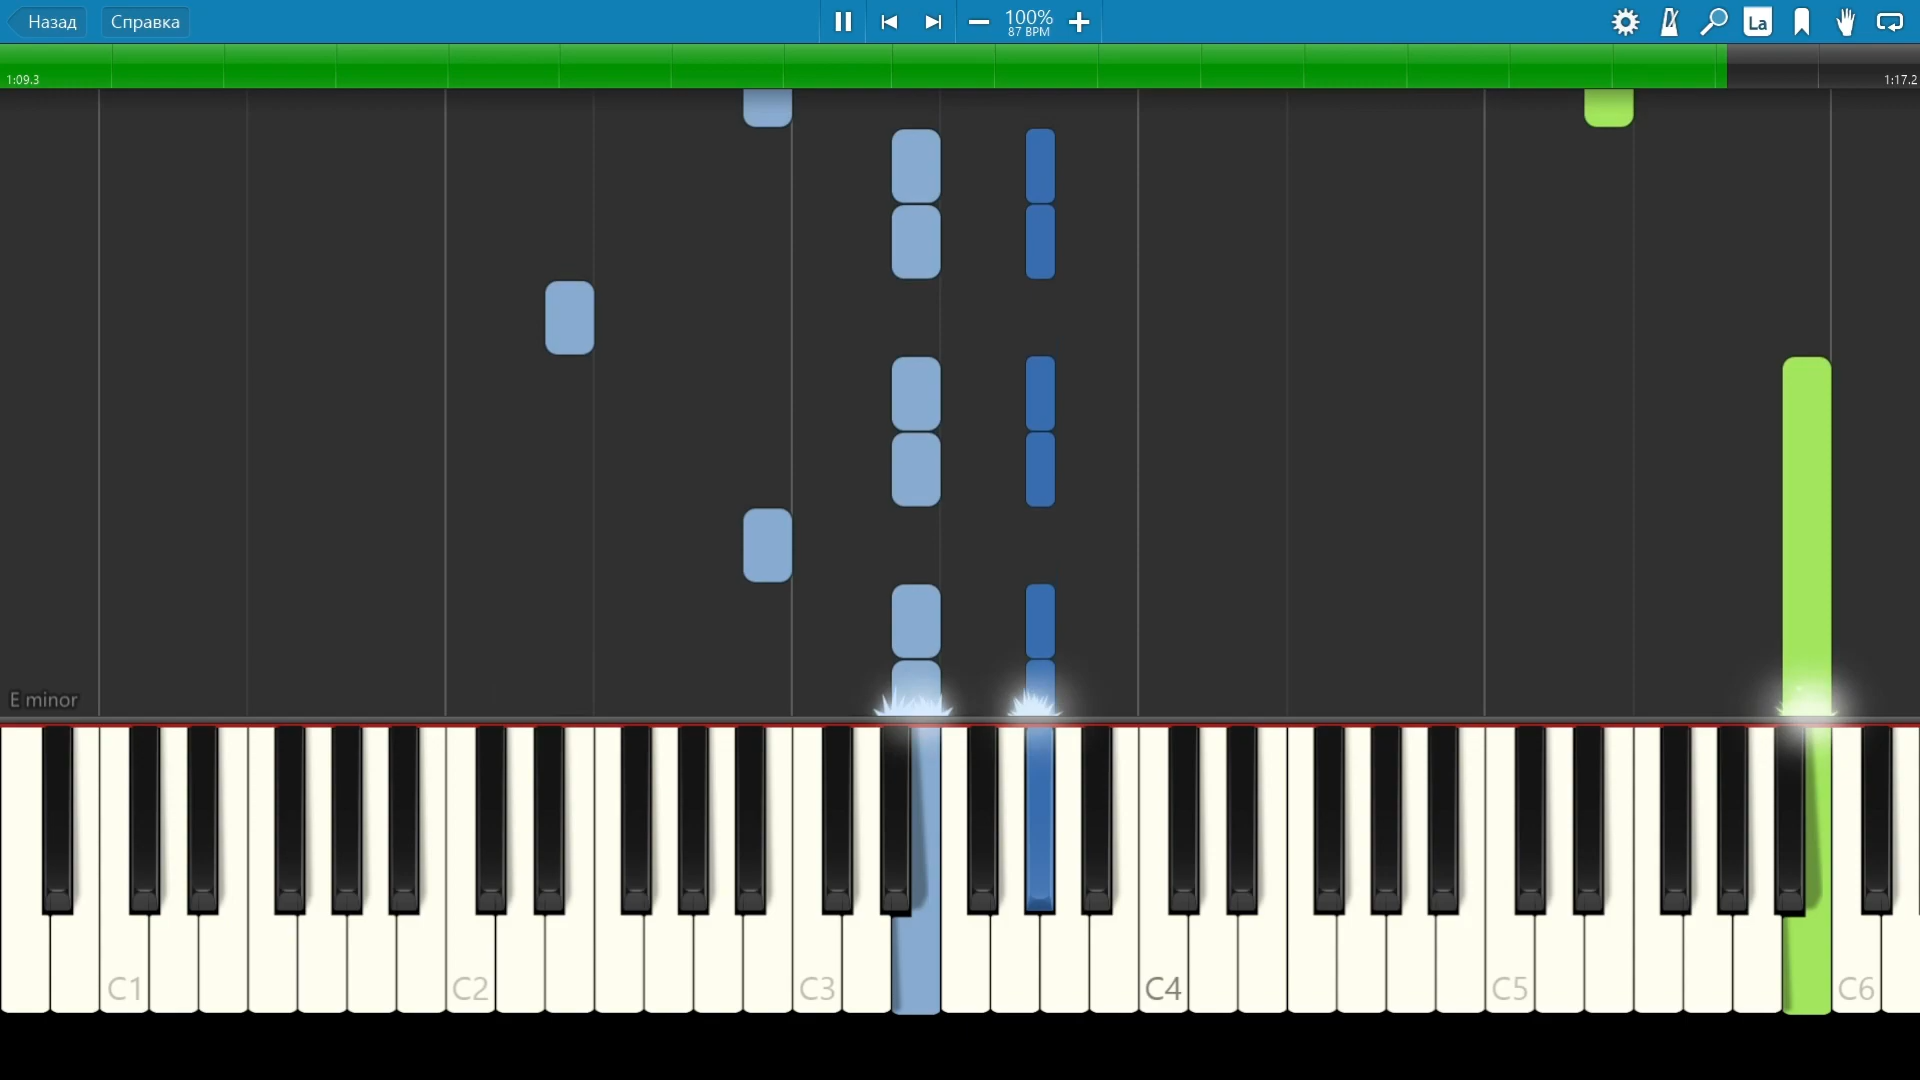 Назад
Справка
100%
87 BPM
La
1:09.3
1:17.2
E minor
C1
C2
C3
C4
C5
C6